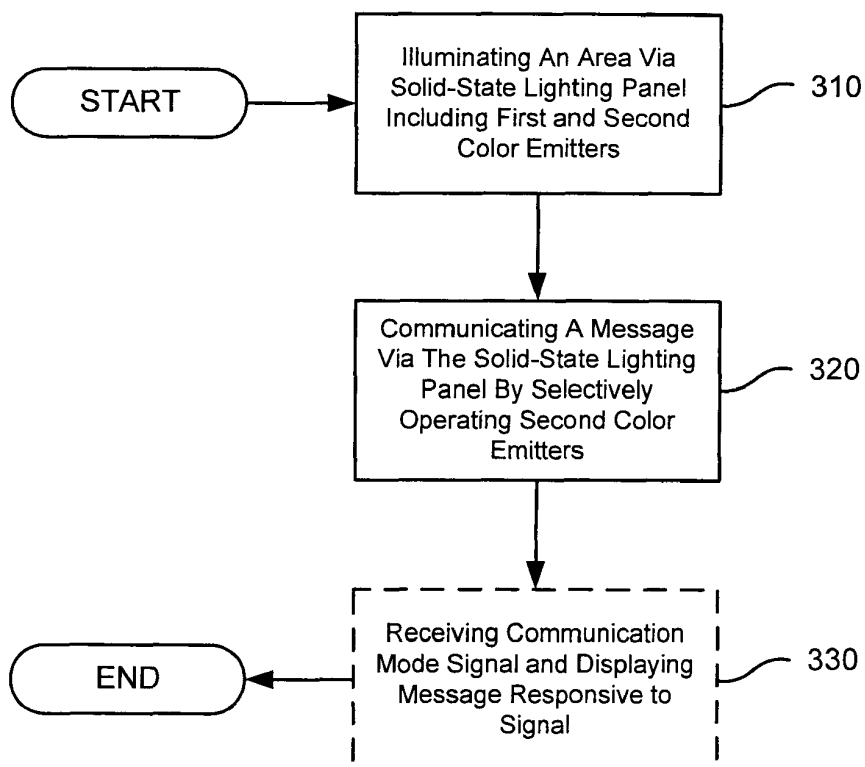 START
Illuminating An Area Via
Solid-State Lighting Panel
Including First and Second
Color Emitters
310
Communicating A Message
Via The Solid-State Lighting
Panel By Selectively
Operating Second Color
Emitters
320
Receiving Communication
Mode Signal and Displaying
Message Responsive to
Signal
330
END